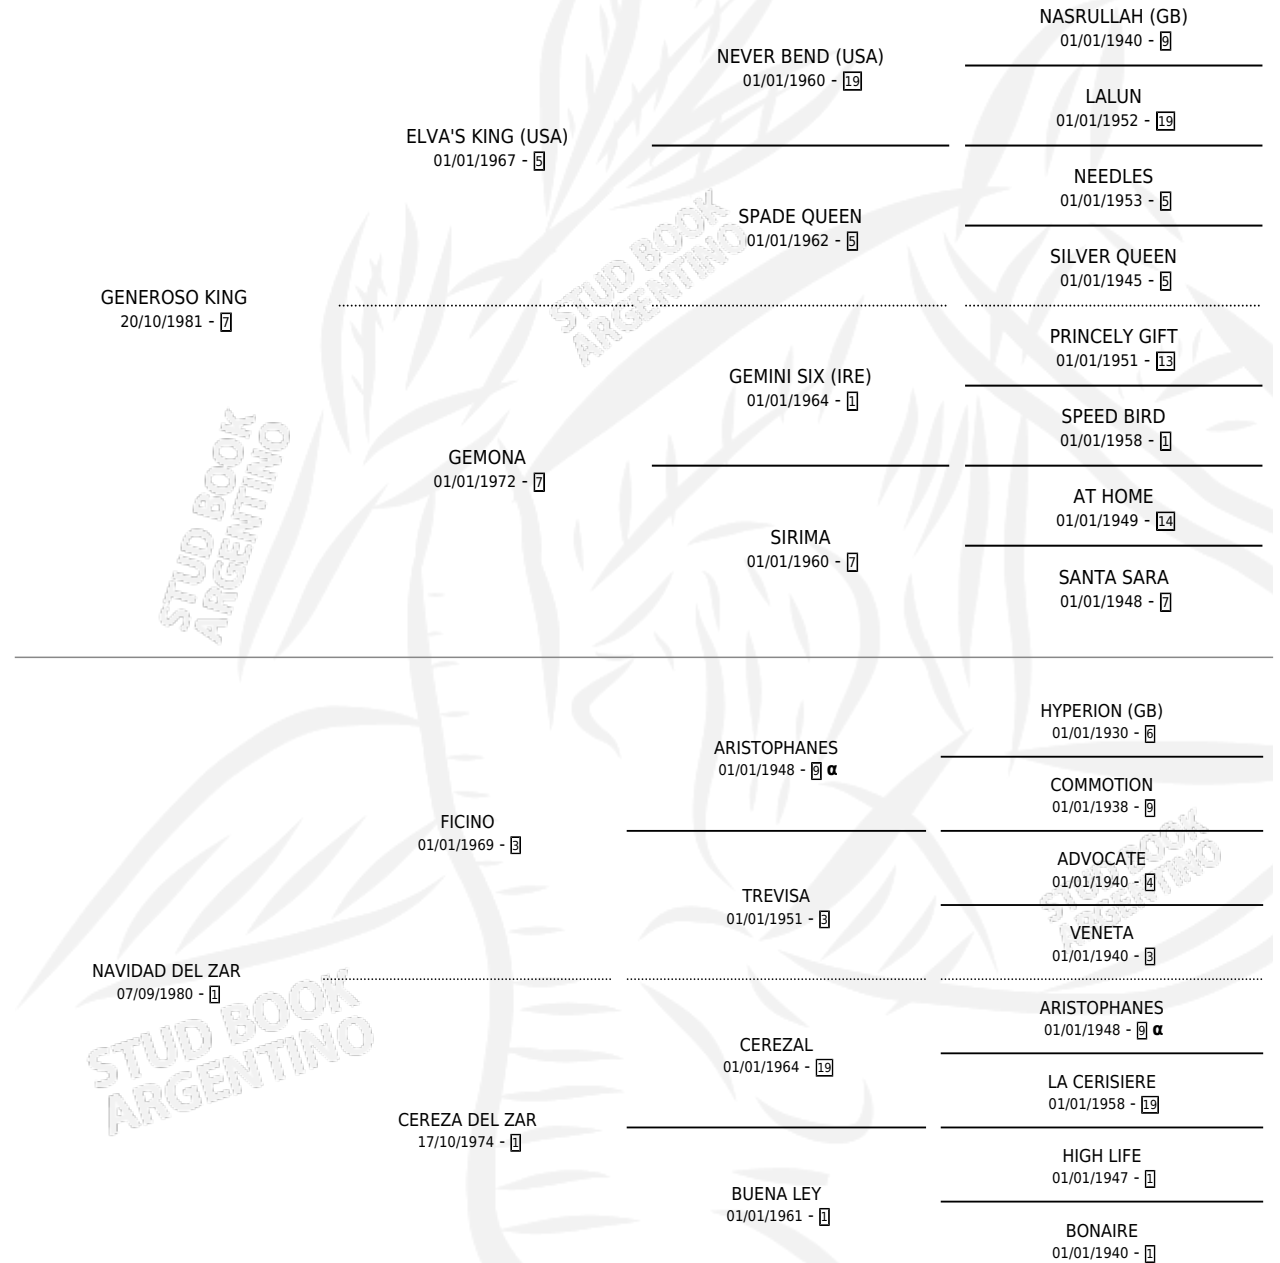 NASRULLAH (GB)
01/01/1940 - 9
NEVER BEND (USA)
01/01/1960 - 19
LALUN
01/01/1952 - 19
ELVA'S KING (USA)
01/01/1967 - 5
NEEDLES
01/01/1953 - 5
SPADE QUEEN
01/01/1962 - 5
SILVER QUEEN
01/01/1945 - 5
GENEROSO KING
20/10/1981 - 7
STUD BOOK
ARGENTINO
PRINCELY GIFT
01/01/1951 - 13
GEMINI SIX (IRE)
01/01/1964 - 1
SPEED BIRD
01/01/1958 - 1
GEMONA
01/01/1972 - 7
AT HOME
01/01/1949 - 14
SIRIMA
01/01/1960 - 7
SANTA SARA
01/01/1948 - 7
STUD BOOK
ARGENTINO
HYPERION (GB)
01/01/1930 - 6
ARISTOPHANES
01/01/1948 - 9 α
COMMOTION
01/01/1938 - 9
FICINO
01/01/1969 - 3
ADVOCATE
01/01/1940 - 4
TREVISA
01/01/1951 - 3
VENETA
01/01/1940 - 3
STUD BOOK
ARGENTINO
NAVIDAD DEL ZAR
07/09/1980 - 1
STUD BOOK
ARGENTINO
ARISTOPHANES
01/01/1948 - 9 α
CEREZAL
01/01/1964 - 19
LA CERISIERE
01/01/1958 - 19
CEREZA DEL ZAR
17/10/1974 - 1
HIGH LIFE
01/01/1947 - 1
BUENA LEY
01/01/1961 - 1
BONAIRE
01/01/1940 - 1